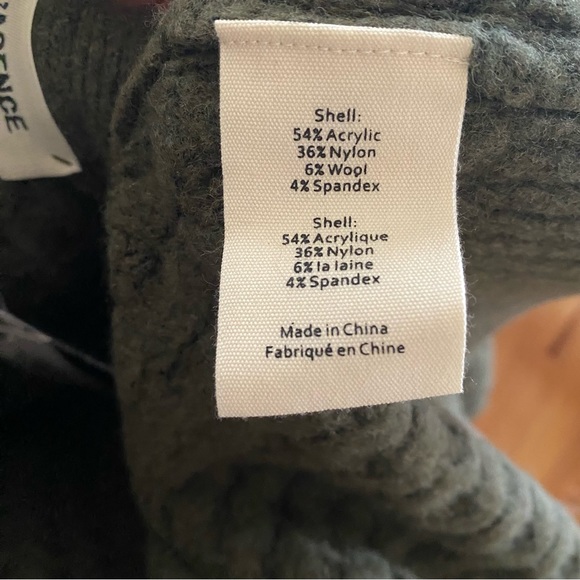 Shell:
54% Acrylic
36% Nylon
6% Wool
4% Spandex
Shell:
54% Acrylique
36% Nylon
6% la laine
4% Spandex
Made in China
Fabriqué en Chine